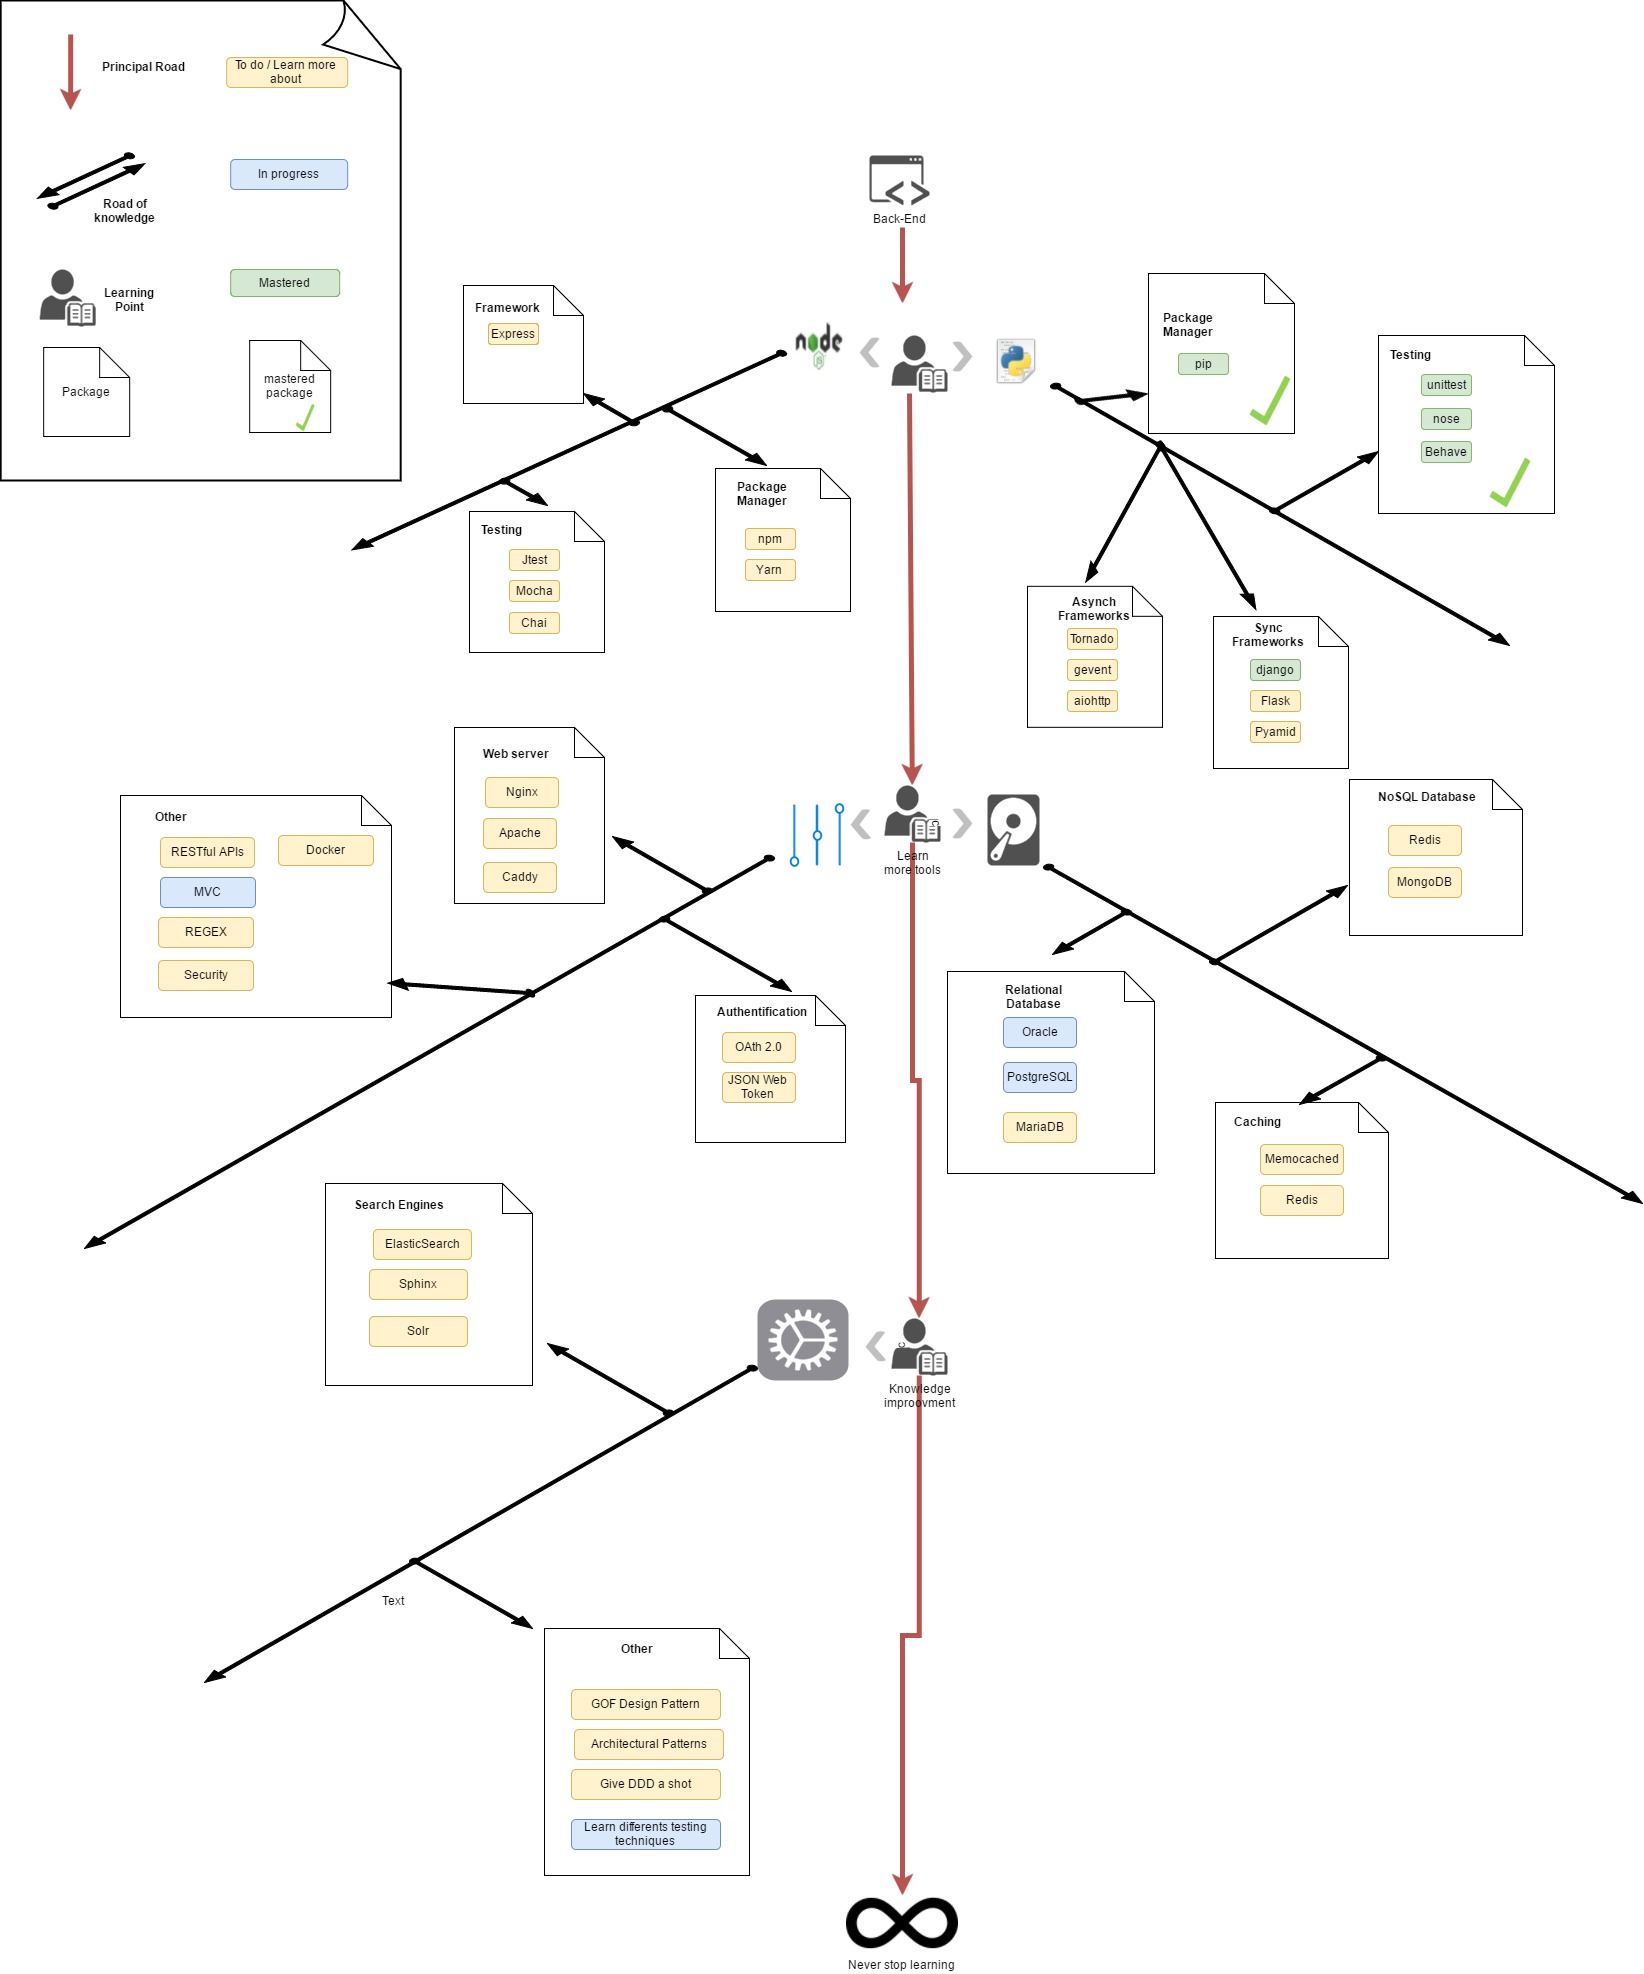 Principal Road
To do / Learn more
about
Road of
knowledge
In progress
Learning
Point
Mastered
Package
mastered
package
Back-End
node
JS
Framework
Express
Package
Manager
npm
Yarn
Testing
Jtest
Mocha
Chai
Package
Manager
pip
Testing
unittest
nose
Behave
Asynch
Frameworks
Tornado
gevent
aiohttp
Sync
Frameworks
django
Flask
Pyamid
Learn
more tools
Web server
Nginx
Apache
Caddy
Other
RESTful APIs
Docker
MVC
REGEX
Security
Authentification
OAth 2.0
JSON Web
Token
NoSQL Database
Redis
MongoDB
Relational
Database
Oracle
PostgreSQL
MariaDB
Caching
Memocached
Redis
Knowledge
improovment
Search Engines
ElasticSearch
Sphinx
Solr
Text
Other
GOF Design Pattern
Architectural Patterns
Give DDD a shot
Learn differents testing
techniques
Never stop learning